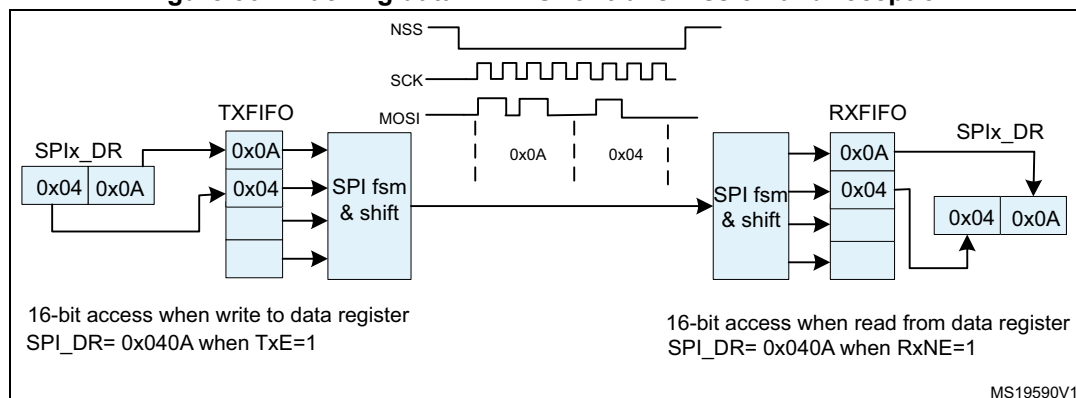 NSS
SCK
MOSI
0x0A 0x04
TXFIFO
SPIx_DR
0x04 0x0A
0x0A
0x04
SPI fsm
& shift
RXFIFO
SPI fsm
& shift
0x0A
0x04
SPIx_DR
0x04 0x0A
16-bit access when write to data register
SPI_DR= 0x040A when TxE=1
16-bit access when read from data register
SPI_DR= 0x040A when RxNE=1
MS19590V1